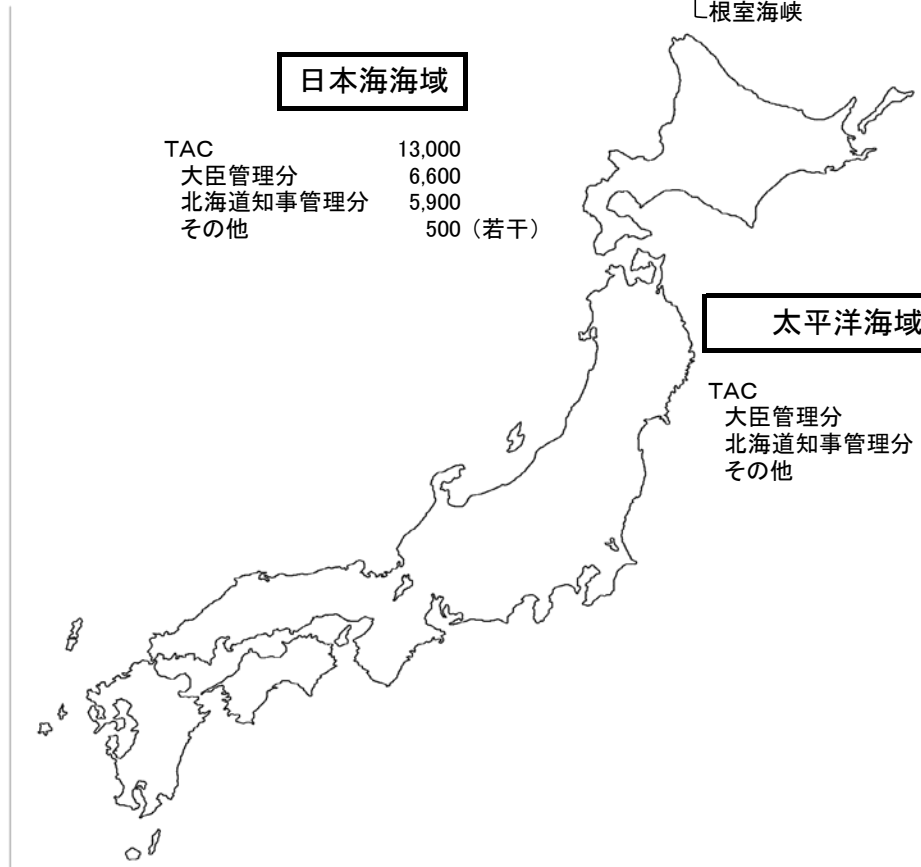 根室海峡
日本海海域
TAC 13,000
大臣管理分 6,600
北海道知事管理分 5,900
その他 500（若干）
太平洋海域
TAC
大臣管理分
北海道知事管理分
その他